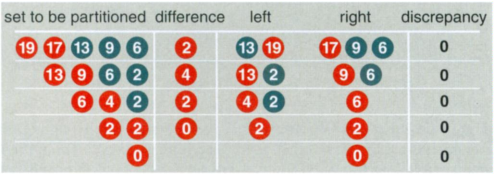 set to be partitioned difference left right discrepancy
19 17 13 9 6 2 13 19 17 9 6 0
13 9 6 2 4 13 2 9 6 0
6 4 2 2 4 2 6 0
2 2 0 2 2 0
0 0 0